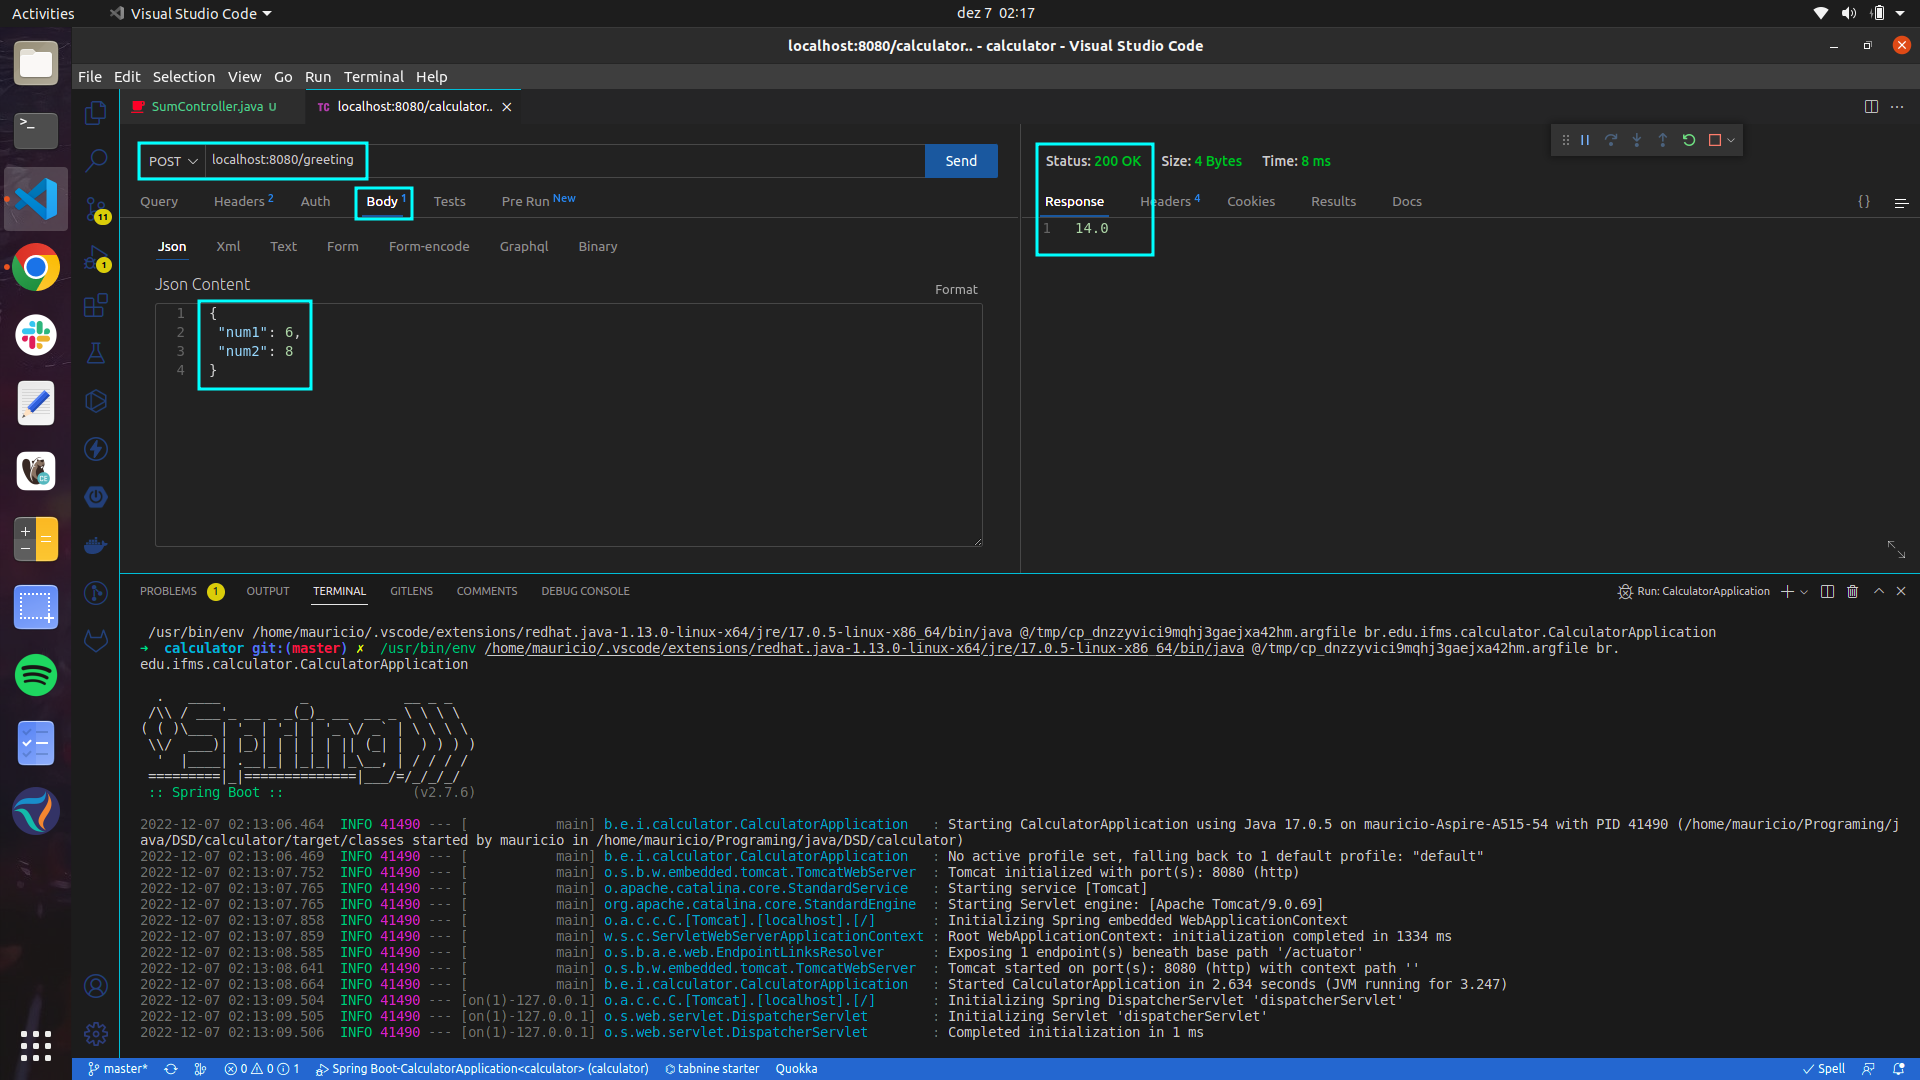 Activities Visual Studio Code dez 7 02:17
localhost:8080/calculator.. - calculator - Visual Studio Code
File Edit Selection View Go Run Terminal Help
SumController.java U TC localhost:8080/calculator..
POST localhost:8080/greeting Send
Status: 200 OK Size: 4 Bytes Time: 8 ms
Query Headers 2 Auth Body 1 Tests Pre Run New
Response Headers 4 Cookies Results Docs {}
1 14.0
Json Xml Text Form Form-encode Graphql Binary
Json Content
Format
1 {
2 "num1": 6,
3 "num2": 8
4 }
11
1
PROBLEMS 1 OUTPUT TERMINAL GITLENS COMMENTS DEBUG CONSOLE Run: CalculatorApplication
/usr/bin/env /home/mauricio/.vscode/extensions/redhat.java-1.13.0-linux-x64/jre/17.0.5-linux-x86_64/bin/java @/tmp/cp_dnzzyvici9mqhj3gaejxa42hm.argfile br.edu.ifms.calculator.CalculatorApplication
➜ calculator git:(master) ✗ /usr/bin/env /home/mauricio/.vscode/extensions/redhat.java-1.13.0-linux-x64/jre/17.0.5-linux-x86_64/bin/java @/tmp/cp_dnzzyvici9mqhj3gaejxa42hm.argfile br.
edu.ifms.calculator.CalculatorApplication
  .   ____          _            __ _ _
 /\\ / ___'_ __ _ _(_)_ __  __ _ \ \ \ \
( ( )\___ | '_ | '_| | '_ \/ _` | \ \ \ \
 \\/  ___)| |_)| | | | | || (_| |  ) ) ) )
  '  |____| .__|_| |_|_| |_\__, | / / / /
 =========|_|==============|___/=/_/_/_/
 :: Spring Boot ::                (v2.7.6)
2022-12-07 02:13:06.464 INFO 41490 --- [ main] b.e.i.calculator.CalculatorApplication : Starting CalculatorApplication using Java 17.0.5 on mauricio-Aspire-A515-54 with PID 41490 (/home/mauricio/Programing/j
ava/DSD/calculator/target/classes started by mauricio in /home/mauricio/Programing/java/DSD/calculator)
2022-12-07 02:13:06.469 INFO 41490 --- [ main] b.e.i.calculator.CalculatorApplication : No active profile set, falling back to 1 default profile: "default"
2022-12-07 02:13:07.752 INFO 41490 --- [ main] o.s.b.w.embedded.tomcat.TomcatWebServer : Tomcat initialized with port(s): 8080 (http)
2022-12-07 02:13:07.765 INFO 41490 --- [ main] o.apache.catalina.core.StandardService : Starting service [Tomcat]
2022-12-07 02:13:07.765 INFO 41490 --- [ main] org.apache.catalina.core.StandardEngine : Starting Servlet engine: [Apache Tomcat/9.0.69]
2022-12-07 02:13:07.858 INFO 41490 --- [ main] o.a.c.c.C.[Tomcat].[localhost].[/] : Initializing Spring embedded WebApplicationContext
2022-12-07 02:13:07.859 INFO 41490 --- [ main] w.s.c.ServletWebServerApplicationContext : Root WebApplicationContext: initialization completed in 1334 ms
2022-12-07 02:13:08.585 INFO 41490 --- [ main] o.s.b.a.e.web.EndpointLinksResolver : Exposing 1 endpoint(s) beneath base path '/actuator'
2022-12-07 02:13:08.641 INFO 41490 --- [ main] o.s.b.w.embedded.tomcat.TomcatWebServer : Tomcat started on port(s): 8080 (http) with context path ''
2022-12-07 02:13:08.664 INFO 41490 --- [ main] b.e.i.calculator.CalculatorApplication : Started CalculatorApplication in 2.634 seconds (JVM running for 3.247)
2022-12-07 02:13:09.504 INFO 41490 --- [on(1)-127.0.0.1] o.a.c.c.C.[Tomcat].[localhost].[/] : Initializing Spring DispatcherServlet 'dispatcherServlet'
2022-12-07 02:13:09.505 INFO 41490 --- [on(1)-127.0.0.1] o.s.web.servlet.DispatcherServlet : Initializing Servlet 'dispatcherServlet'
2022-12-07 02:13:09.506 INFO 41490 --- [on(1)-127.0.0.1] o.s.web.servlet.DispatcherServlet : Completed initialization in 1 ms
master* 0 0 1 Spring Boot-CalculatorApplication<calculator> (calculator) tabnine starter Quokka Spell